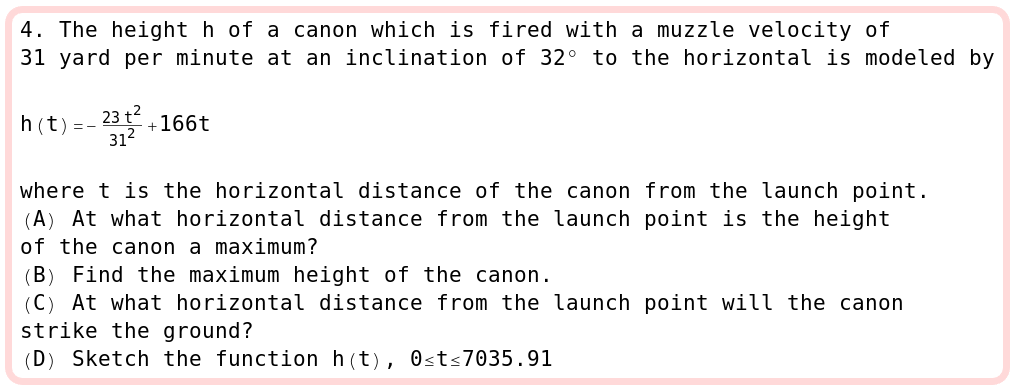 4. The height h of a canon which is fired with a muzzle velocity of
31 yard per minute at an inclination of 32° to the horizontal is modeled by
h(t)=-\frac{23 t^2}{31^2}+166t
where t is the horizontal distance of the canon from the launch point.
(A) At what horizontal distance from the launch point is the height
of the canon a maximum?
(B) Find the maximum height of the canon.
(C) At what horizontal distance from the launch point will the canon
strike the ground?
(D) Sketch the function h(t), 0≤t≤7035.91